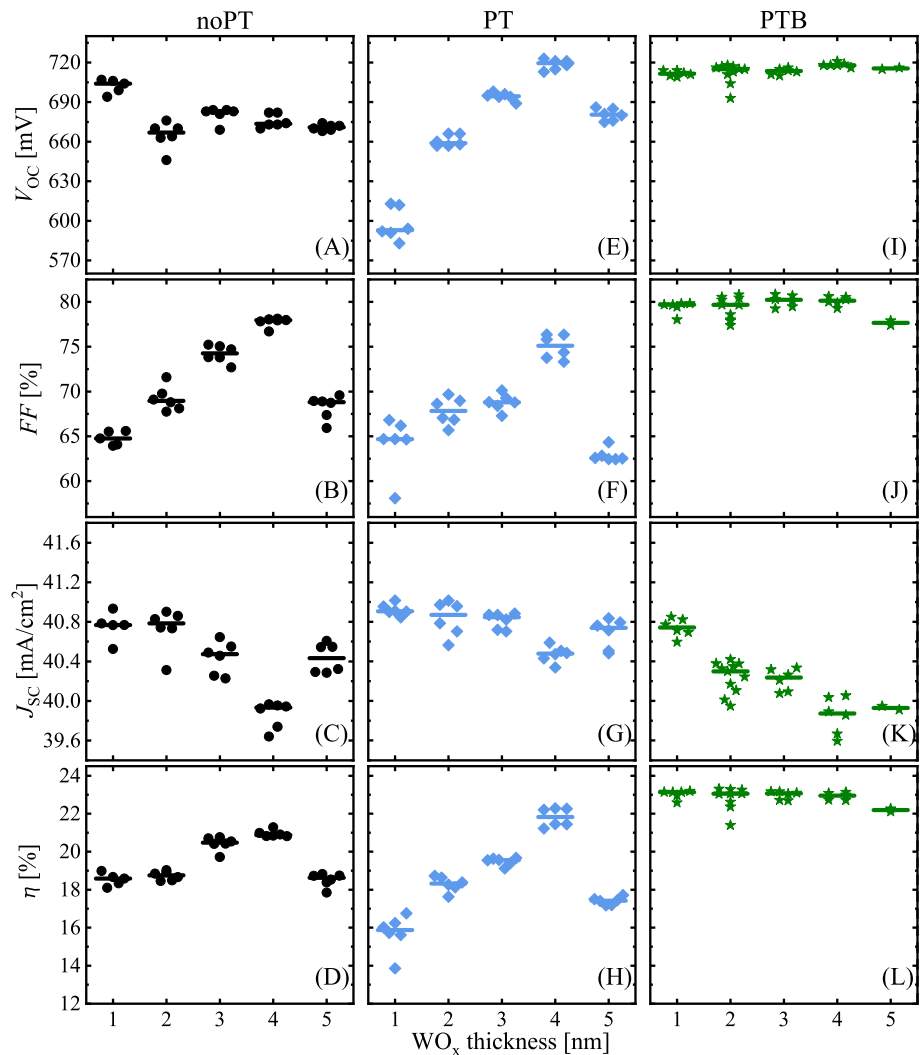 noPT PT PTB
V_OC [mV]
720
690
660
630
600
570
(A) (E) (I)
FF [%]
80
75
70
65
60
(B) (F) (J)
J_SC [mA/cm²]
41.6
41.2
40.8
40.4
40.0
39.6
(C) (G) (K)
η [%]
24
22
20
18
16
14
12
(D) (H) (L)
1 2 3 4 5 1 2 3 4 5 1 2 3 4 5
WOₓ thickness [nm]